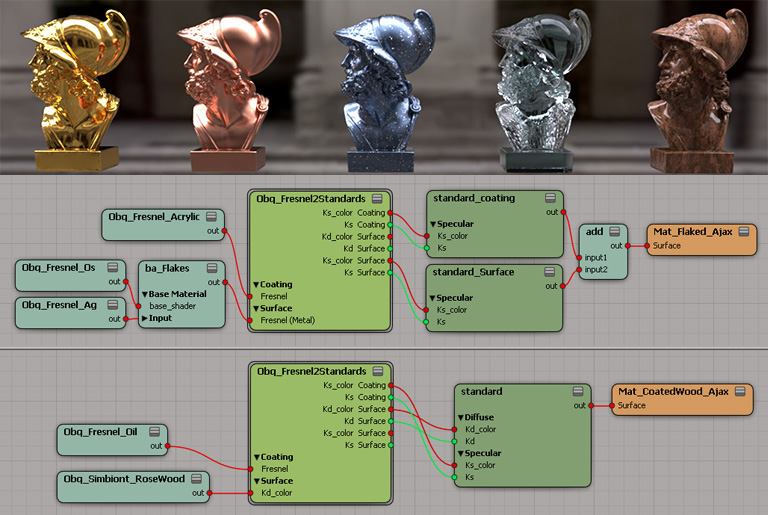 Obq_Fresnel_Acrylic
out
Obq_Fresnel_Os
out
Obq_Fresnel_Ag
out
ba_Flakes
out
Base Material
base_shader
Input
Obq_Fresnel2Standards
Ks_color Coating
Ks Coating
Kd_color Surface
Kd Surface
Ks_color Surface
Ks Surface
Coating
Fresnel
Surface
Fresnel (Metal)
standard_coating
out
Specular
Ks_color
Ks
standard_Surface
out
Specular
Ks_color
Ks
add
out
input1
input2
Mat_Flaked_Ajax
Surface
Obq_Fresnel_Oil
out
Obq_Simbiont_RoseWood
out
Obq_Fresnel2Standards
Ks_color Coating
Ks Coating
Kd_color Surface
Kd Surface
Ks_color Surface
Ks Surface
Coating
Fresnel
Surface
Kd_color
standard
out
Diffuse
Kd_color
Kd
Specular
Ks_color
Ks
Mat_CoatedWood_Ajax
Surface